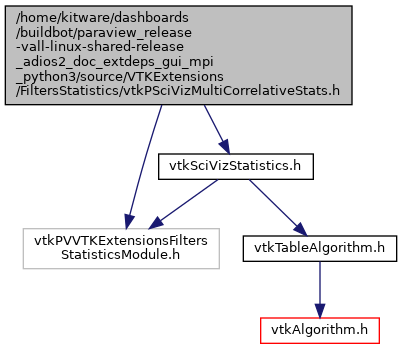 /home/kitware/dashboards
/buildbot/paraview_release
-vall-linux-shared-release
_adios2_doc_extdeps_gui_mpi
_python3/source/VTKExtensions
/FiltersStatistics/vtkPSciVizMultiCorrelativeStats.h
vtkSciVizStatistics.h
vtkPVVTKExtensionsFilters
StatisticsModule.h
vtkTableAlgorithm.h
vtkAlgorithm.h